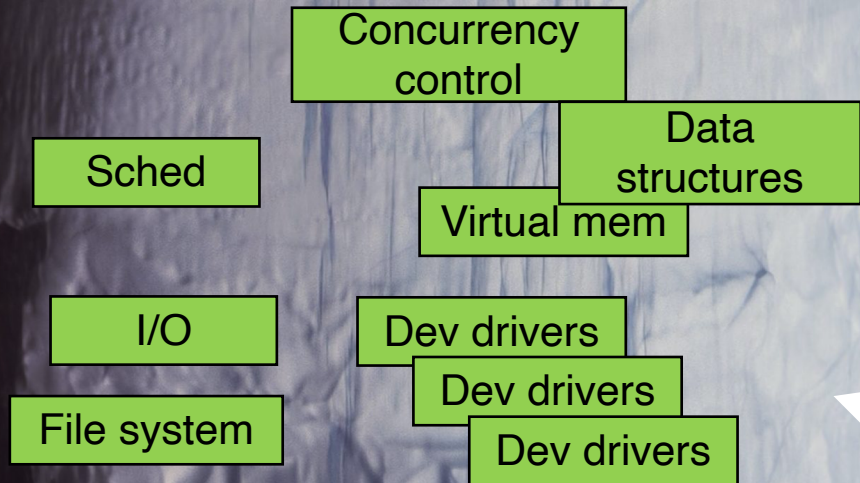 Concurrency
control
Data
structures
Sched
Virtual mem
I/O
Dev drivers
Dev drivers
File system
Dev drivers